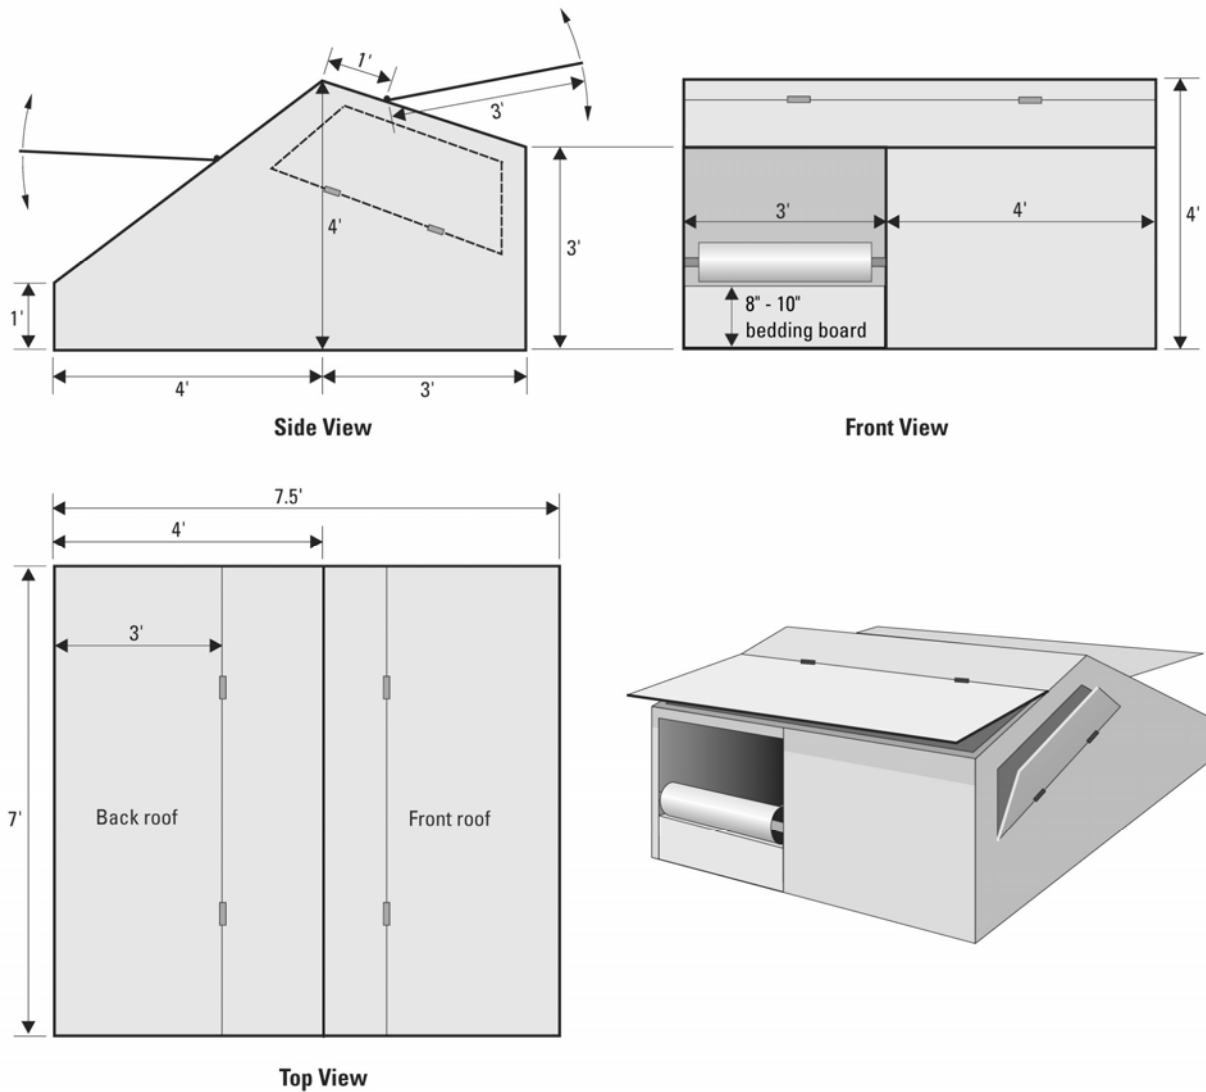 1'
3'
4'
3'
1'
4'
3'
Side View
3'
4'
4'
8" - 10"
bedding board
Front View
7.5'
4'
3'
7'
Back roof
Front roof
Top View